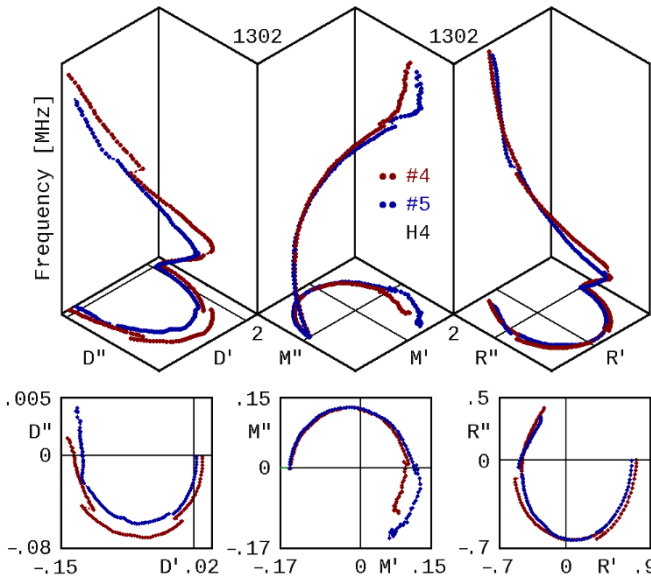 1302
1302
Frequency [MHz]
#4
#5
H4
2
2
D"
D'
M"
M'
R"
R'
.005
D"
0
-.08
-.15
D'
.02
.15
M"
0
-.17
-.17
0
M'
.15
.5
R"
0
-.7
-.7
0
R'
.9